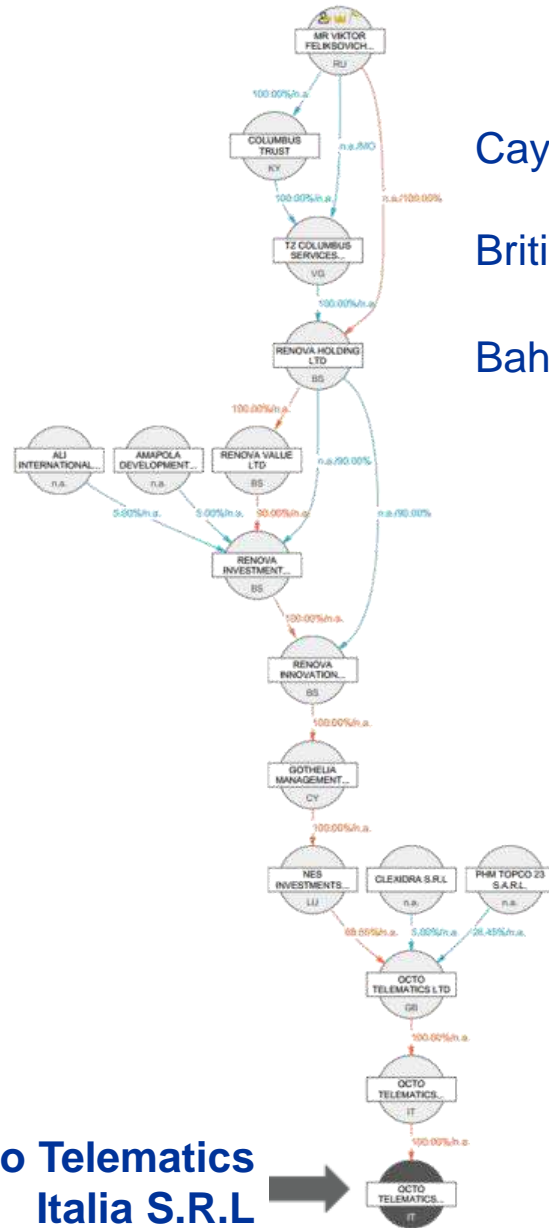 MR VIKTOR
FELIKSOVICH...
RU
100.00%/n.a.
COLUMBUS
TRUST
KY
n.a./MO
Cay
n.a./100.00%
100.00%/n.a.
TZ COLUMBUS
SERVICES...
VG
Briti
100.00%/n.a.
RENOVA HOLDING
LTD
BS
Bah
100.00%/n.a.
ALI
INTERNATIONAL...
n.a.
AMAPOLA
DEVELOPMENT...
n.a.
RENOVA VALUE
LTD
BS
n.a./90.00%
5.00%/n.a.
5.00%/n.a.
90.00%/n.a.
n.a./90.00%
RENOVA
INVESTMENT...
BS
100.00%/n.a.
RENOVA
INNOVATION...
BS
100.00%/n.a.
GOTHELIA
MANAGEMENT...
CY
100.00%/n.a.
NES
INVESTMENTS...
LU
CLEXIDRA S.R.L
n.a.
PHM TOPCO 23
S.A.R.L.
n.a.
5.00%/n.a.
OCTO
TELEMATICS LTD
GB
100.00%/n.a.
OCTO
TELEMATICS...
IT
100.00%/n.a.
o Telematics
Italia S.R.L
OCTO
TELEMATICS...
IT